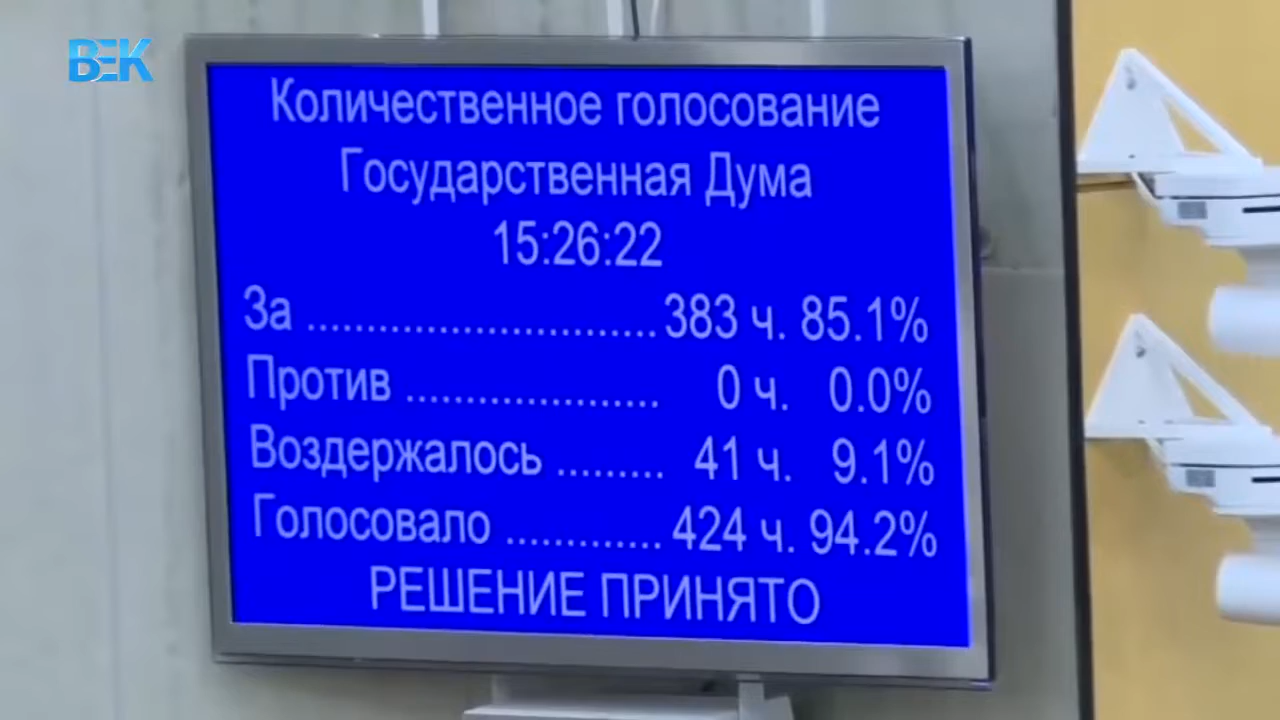 ВЕК
Количественное голосование
Государственная Дума
15:26:22
За ............................. 383 ч. 85.1%
Против ..................... 0 ч. 0.0%
Воздержалось ......... 41 ч. 9.1%
Голосовало ............. 424 ч. 94.2%
РЕШЕНИЕ ПРИНЯТО